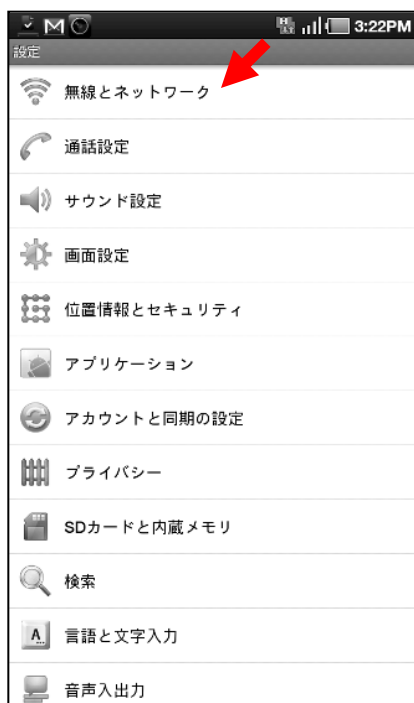 3:22PM
設定
無線とネットワーク
通話設定
サウンド設定
画面設定
位置情報とセキュリティ
アプリケーション
アカウントと同期の設定
プライバシー
SDカードと内蔵メモリ
検索
言語と文字入力
音声入出力